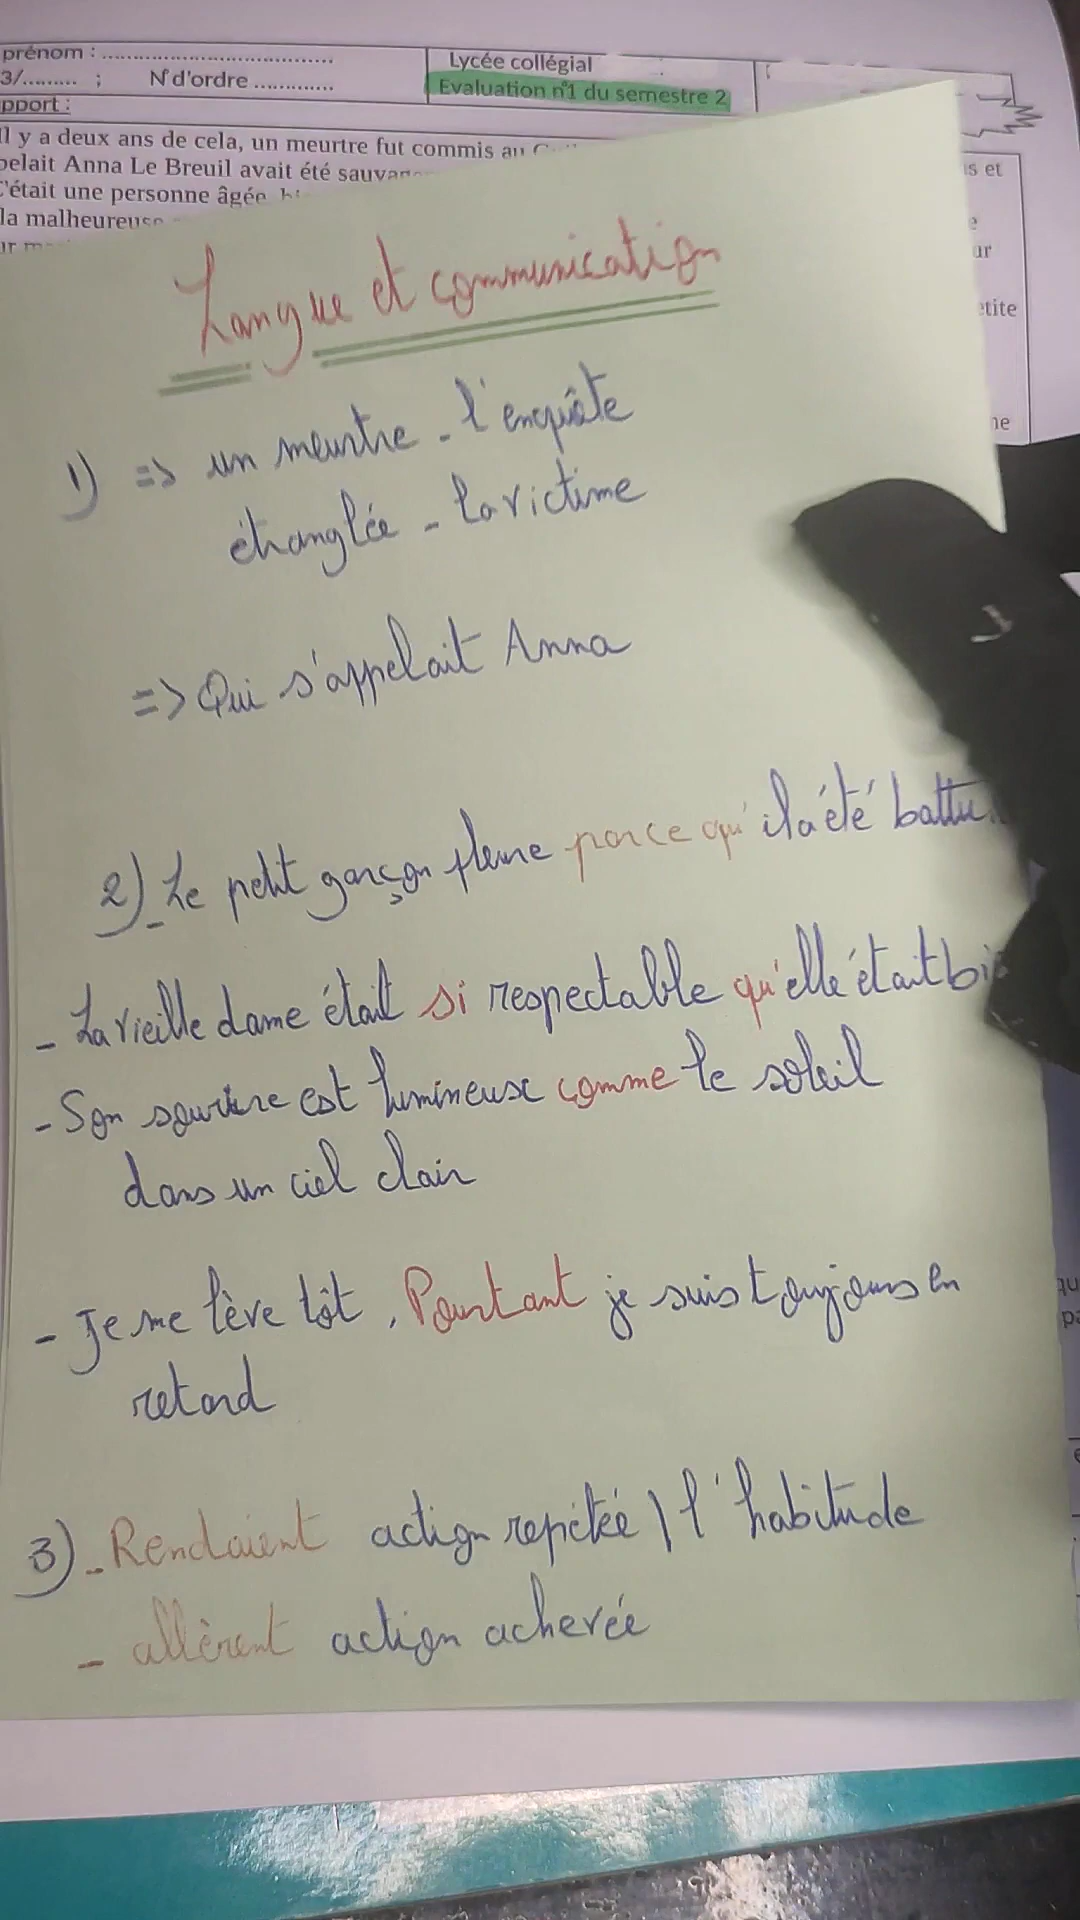 prénom : ....................................
3/......... ; N°d'ordre .............
Lycée collégial
Evaluation n°1 du semestre 2
pport :
Il y a deux ans de cela, un meurtre fut commis au
pelait Anna Le Breuil avait été
C'était une personne âgée
la malheureuse
s et
ur
etite
ne
Langue et communication
1) => un meurtre - l'enquête
étranglée - la victime
=> Qui s'appelait Anna
2) - Le petit garçon pleure parce qu'il a été battu
- La vieille dame était si respectable qu'elle était bi
- Son sourire est lumineuse comme le soleil
dans un ciel clair
- Je me lève tôt, Pourtant je suis toujours en
retard
3) - Rendaient action repétée \ l'habitude
- allèrent action achevée
qu
pa